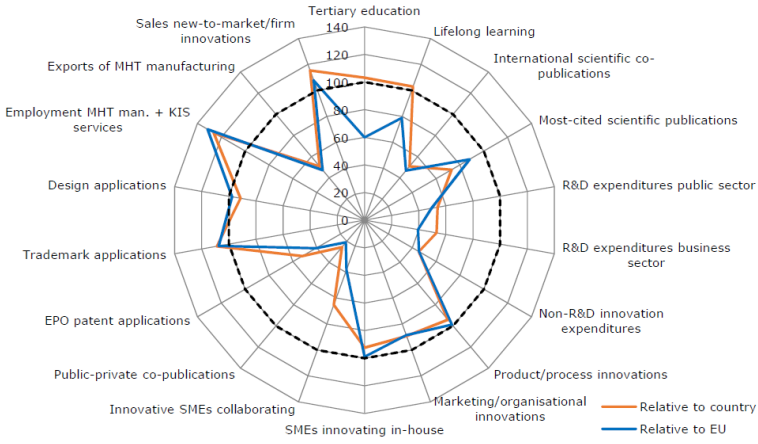 Tertiary education
Lifelong learning
International scientific co-
publications
Most-cited scientific publications
R&D expenditures public sector
R&D expenditures business
sector
Non-R&D innovation
expenditures
Product/process innovations
Marketing/organisational
innovations
SMEs innovating in-house
Innovative SMEs collaborating
Public-private co-publications
EPO patent applications
Trademark applications
Design applications
Employment MHT man. + KIS
services
Exports of MHT manufacturing
Sales new-to-market/firm
innovations
140
120
100
80
60
40
20
0
Relative to country
Relative to EU